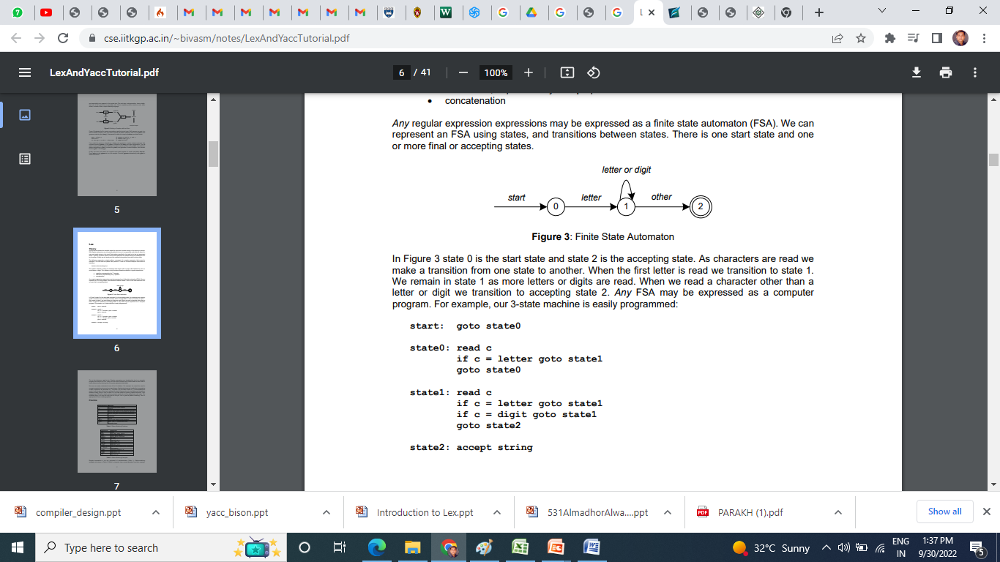 cse.iitkgp.ac.in/~bivasm/notes/LexAndYaccTutorial.pdf
LexAndYaccTutorial.pdf
6 / 41
100%
5
6
7
• concatenation
Any regular expression expressions may be expressed as a finite state automaton (FSA). We can
represent an FSA using states, and transitions between states. There is one start state and one
or more final or accepting states.
letter or digit
start 0 letter 1 other 2
Figure 3: Finite State Automaton
In Figure 3 state 0 is the start state and state 2 is the accepting state. As characters are read we
make a transition from one state to another. When the first letter is read we transition to state 1.
We remain in state 1 as more letters or digits are read. When we read a character other than a
letter or digit we transition to accepting state 2. Any FSA may be expressed as a computer
program. For example, our 3-state machine is easily programmed:
start: goto state0
state0: read c
if c = letter goto state1
goto state0
state1: read c
if c = letter goto state1
if c = digit goto state1
goto state2
state2: accept string
compiler_design.ppt
yacc_bison.ppt
Introduction to Lex.ppt
531AlmadhorAlwa....ppt
PARAKH (1).pdf
Show all
Type here to search
32°C Sunny
ENG
IN
1:37 PM
9/30/2022
5